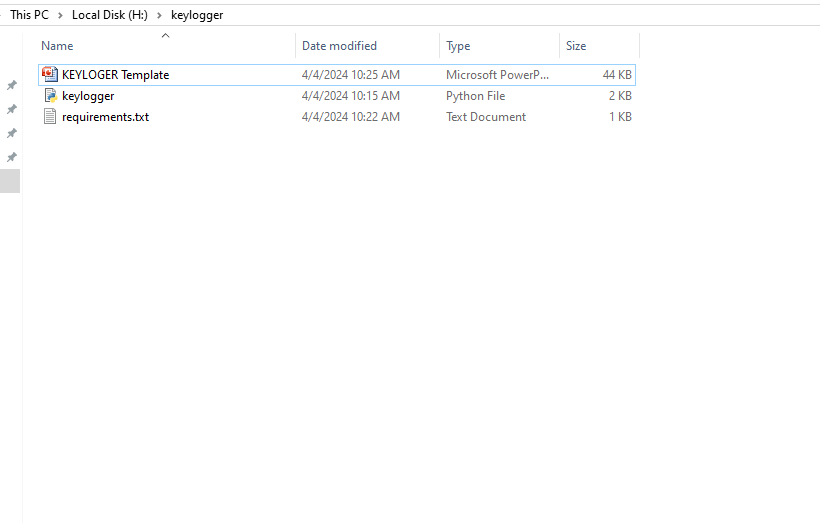 This PC > Local Disk (H:) > keylogger
Name Date modified Type Size
KEYLOGER Template 4/4/2024 10:25 AM Microsoft PowerP... 44 KB
keylogger 4/4/2024 10:15 AM Python File 2 KB
requirements.txt 4/4/2024 10:22 AM Text Document 1 KB